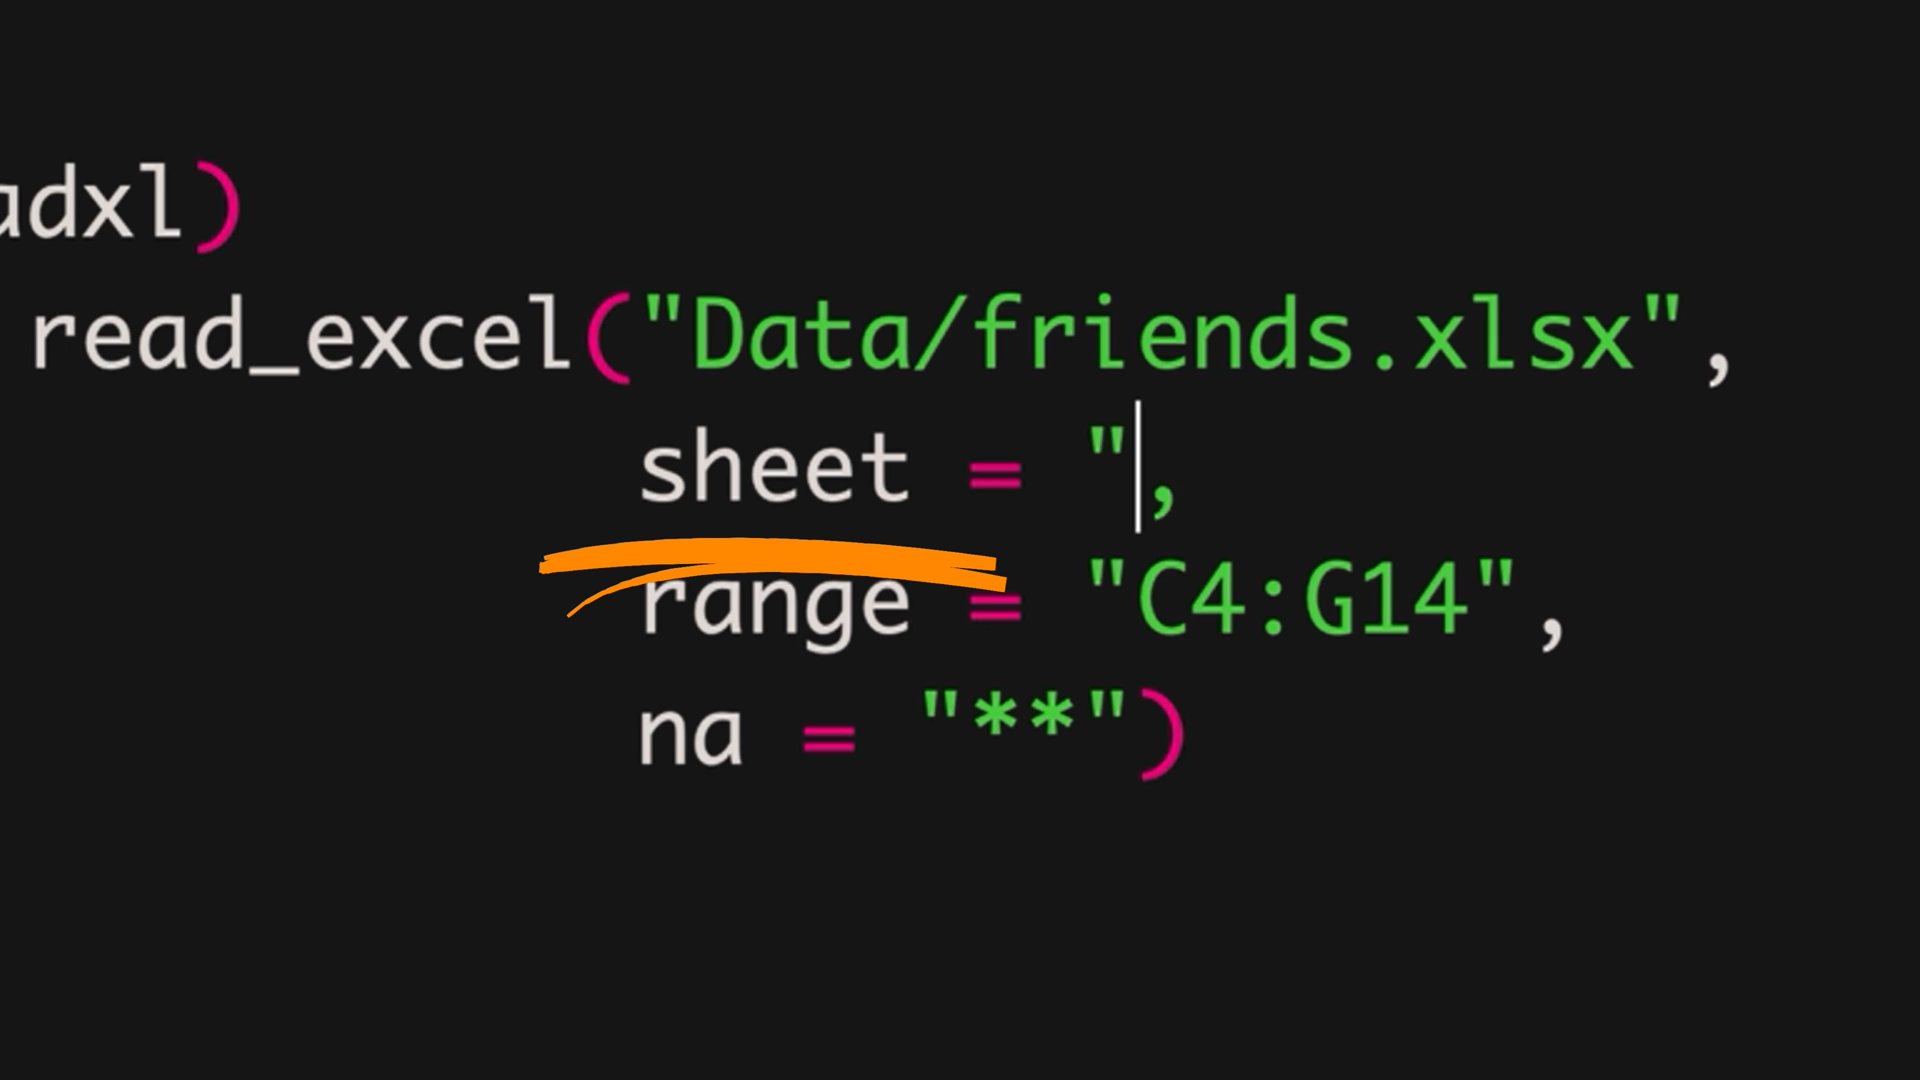 adxl)
read_excel("Data/friends.xlsx",
sheet = ",
range = "C4:G14",
na = "**")